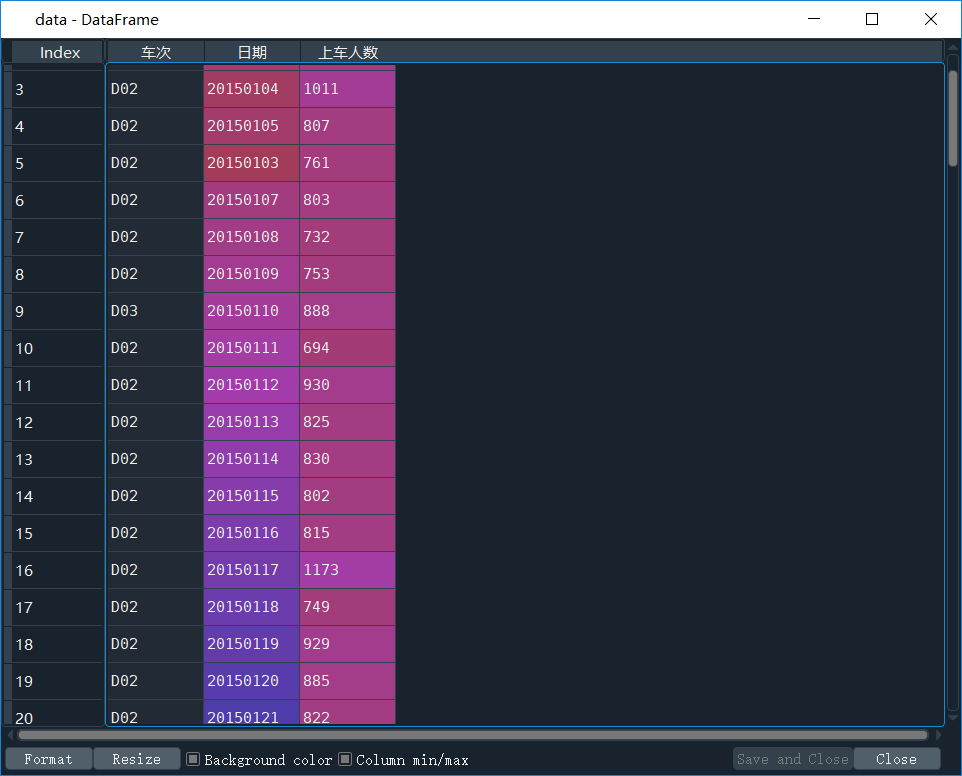 data - DataFrame
Index 车次 日期 上车人数
3 D02 20150104 1011
4 D02 20150105 807
5 D02 20150103 761
6 D02 20150107 803
7 D02 20150108 732
8 D02 20150109 753
9 D03 20150110 888
10 D02 20150111 694
11 D02 20150112 930
12 D02 20150113 825
13 D02 20150114 830
14 D02 20150115 802
15 D02 20150116 815
16 D02 20150117 1173
17 D02 20150118 749
18 D02 20150119 929
19 D02 20150120 885
20 D02 20150121 822
Format Resize Background color Column min/max Save and Close Close